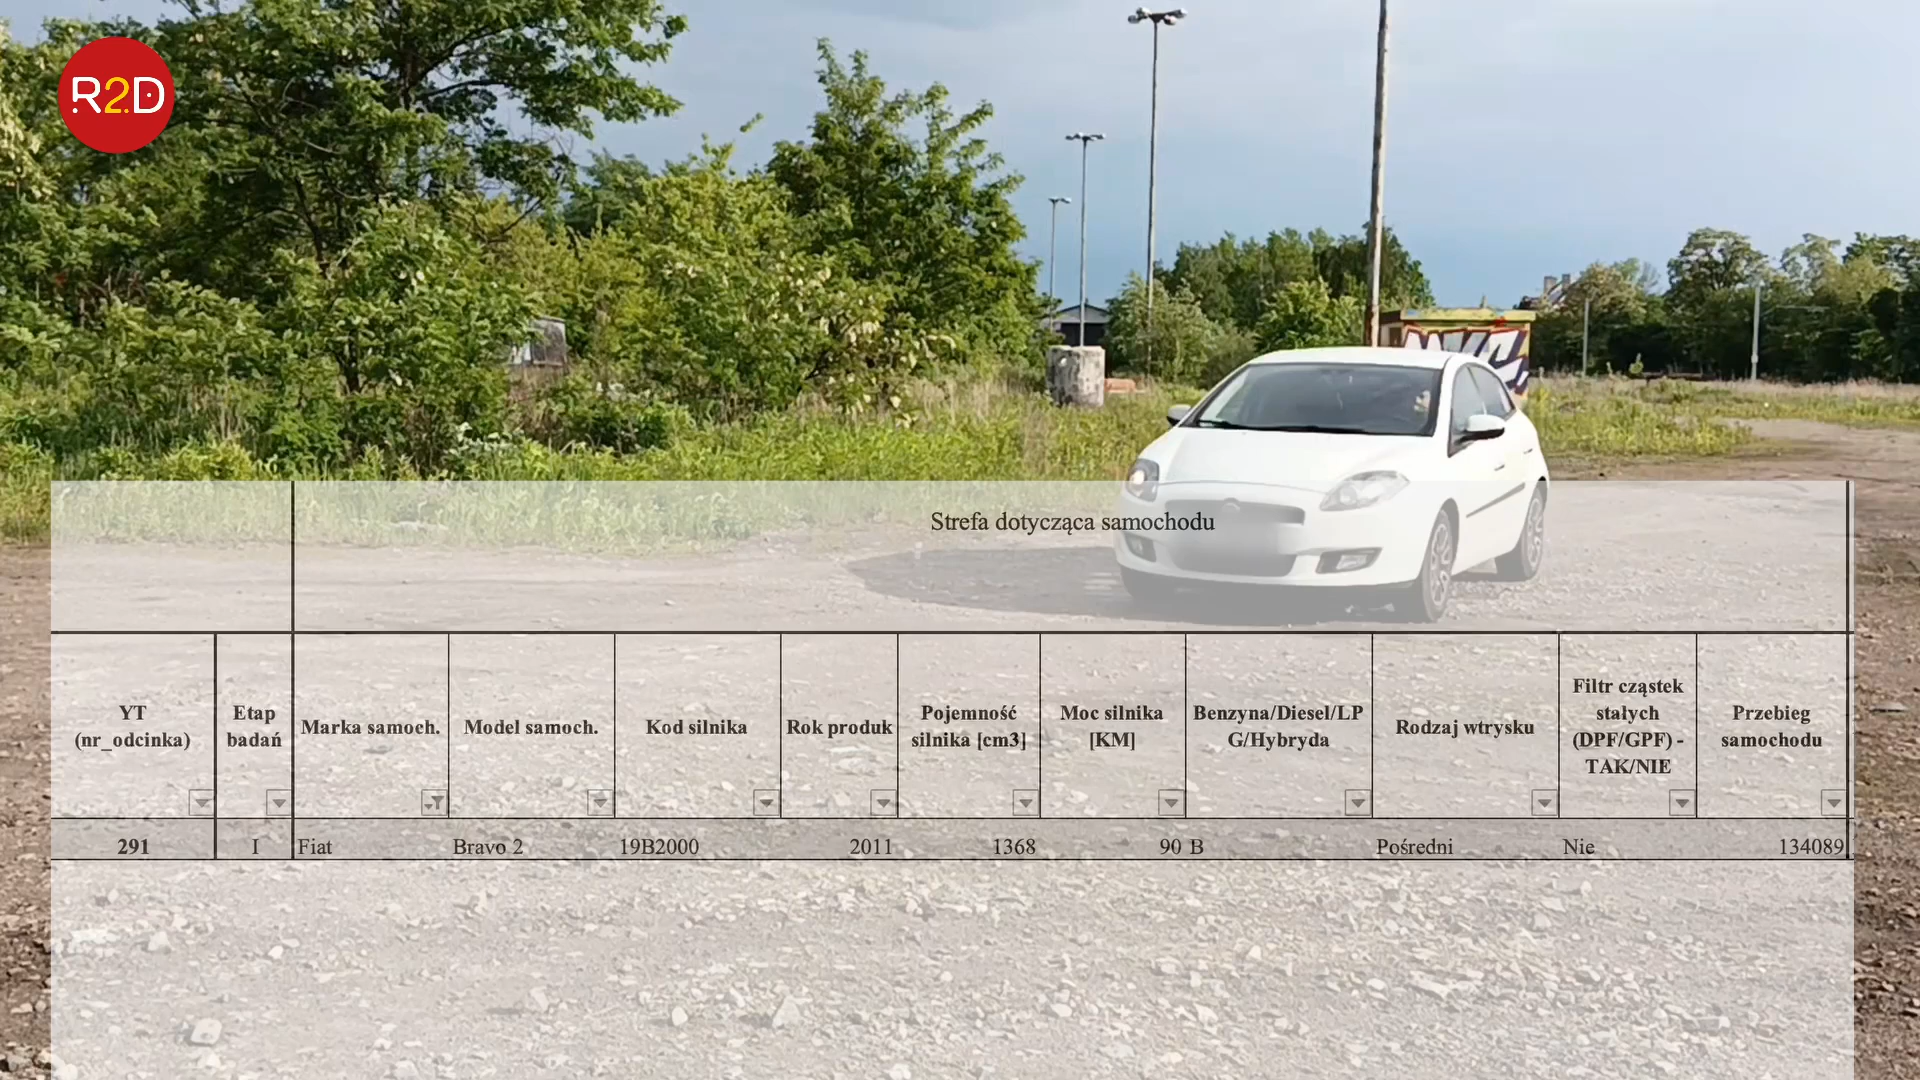 R2D
Strefa dotycząca samochodu
YT
(nr_odcinka)
Etap
badań
Marka samoch.
Model samoch.
Kod silnika
Rok produk
Pojemność
silnika [cm3]
Moc silnika
[KM]
Benzyna/Diesel/LP
G/Hybryda
Rodzaj wtrysku
Filtr cząstek
stałych
(DPF/GPF) -
TAK/NIE
Przebieg
samochodu
291 I Fiat Bravo 2 19B2000 2011 1368 90 B Pośredni Nie 134089